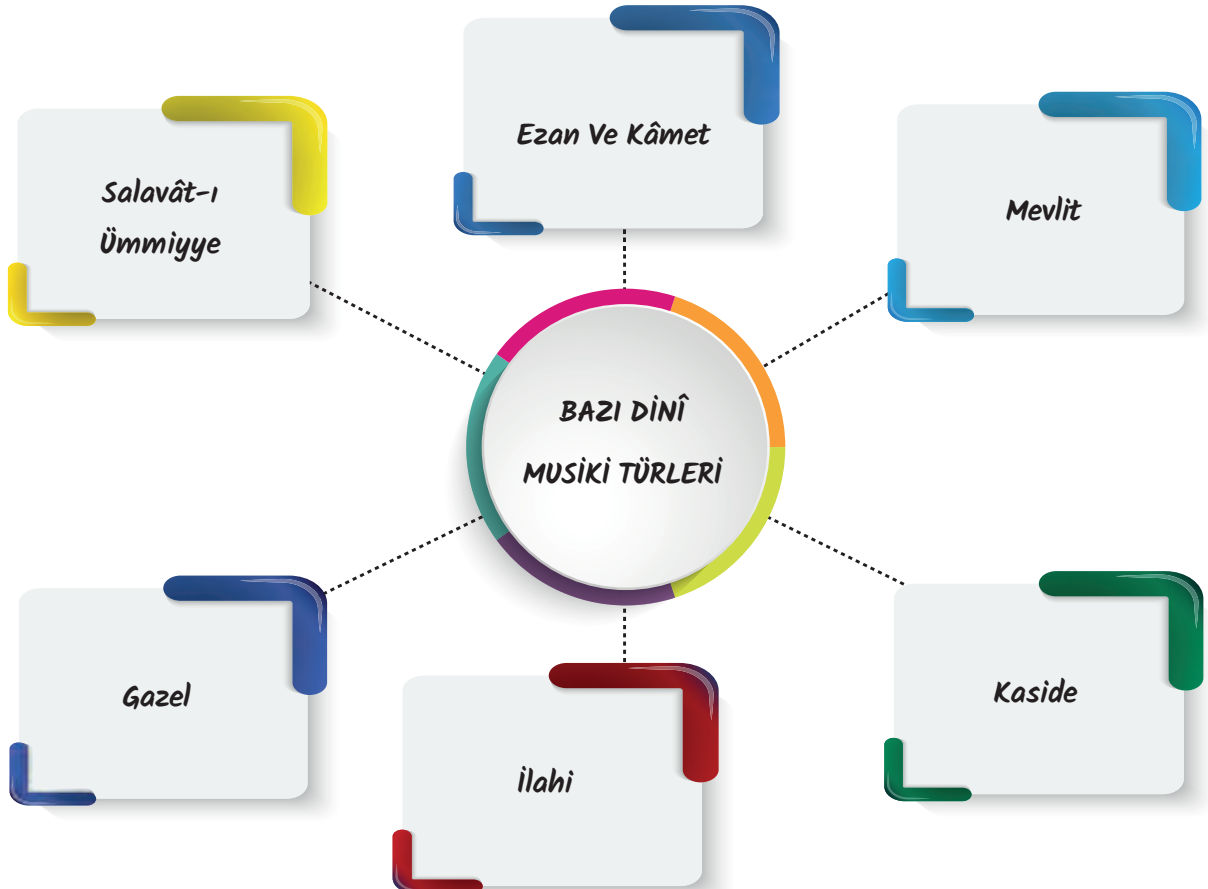 Ezan Ve Kâmet
Salavât-ı
Ümmiyye
Mevlit
BAZI DİNÎ
MUSİKİ TÜRLERİ
Gazel
Kaside
İlahi